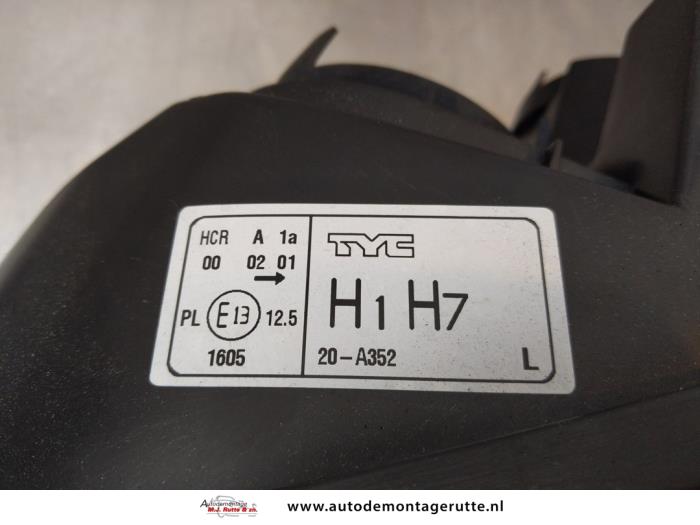 HCR A 1a
00 02 01
→
PL E13 12.5
1605
TYC
H1 H7
20-A352 L
Autodemontage
M.J. Rutte & zn.
www.autodemontagerutte.nl